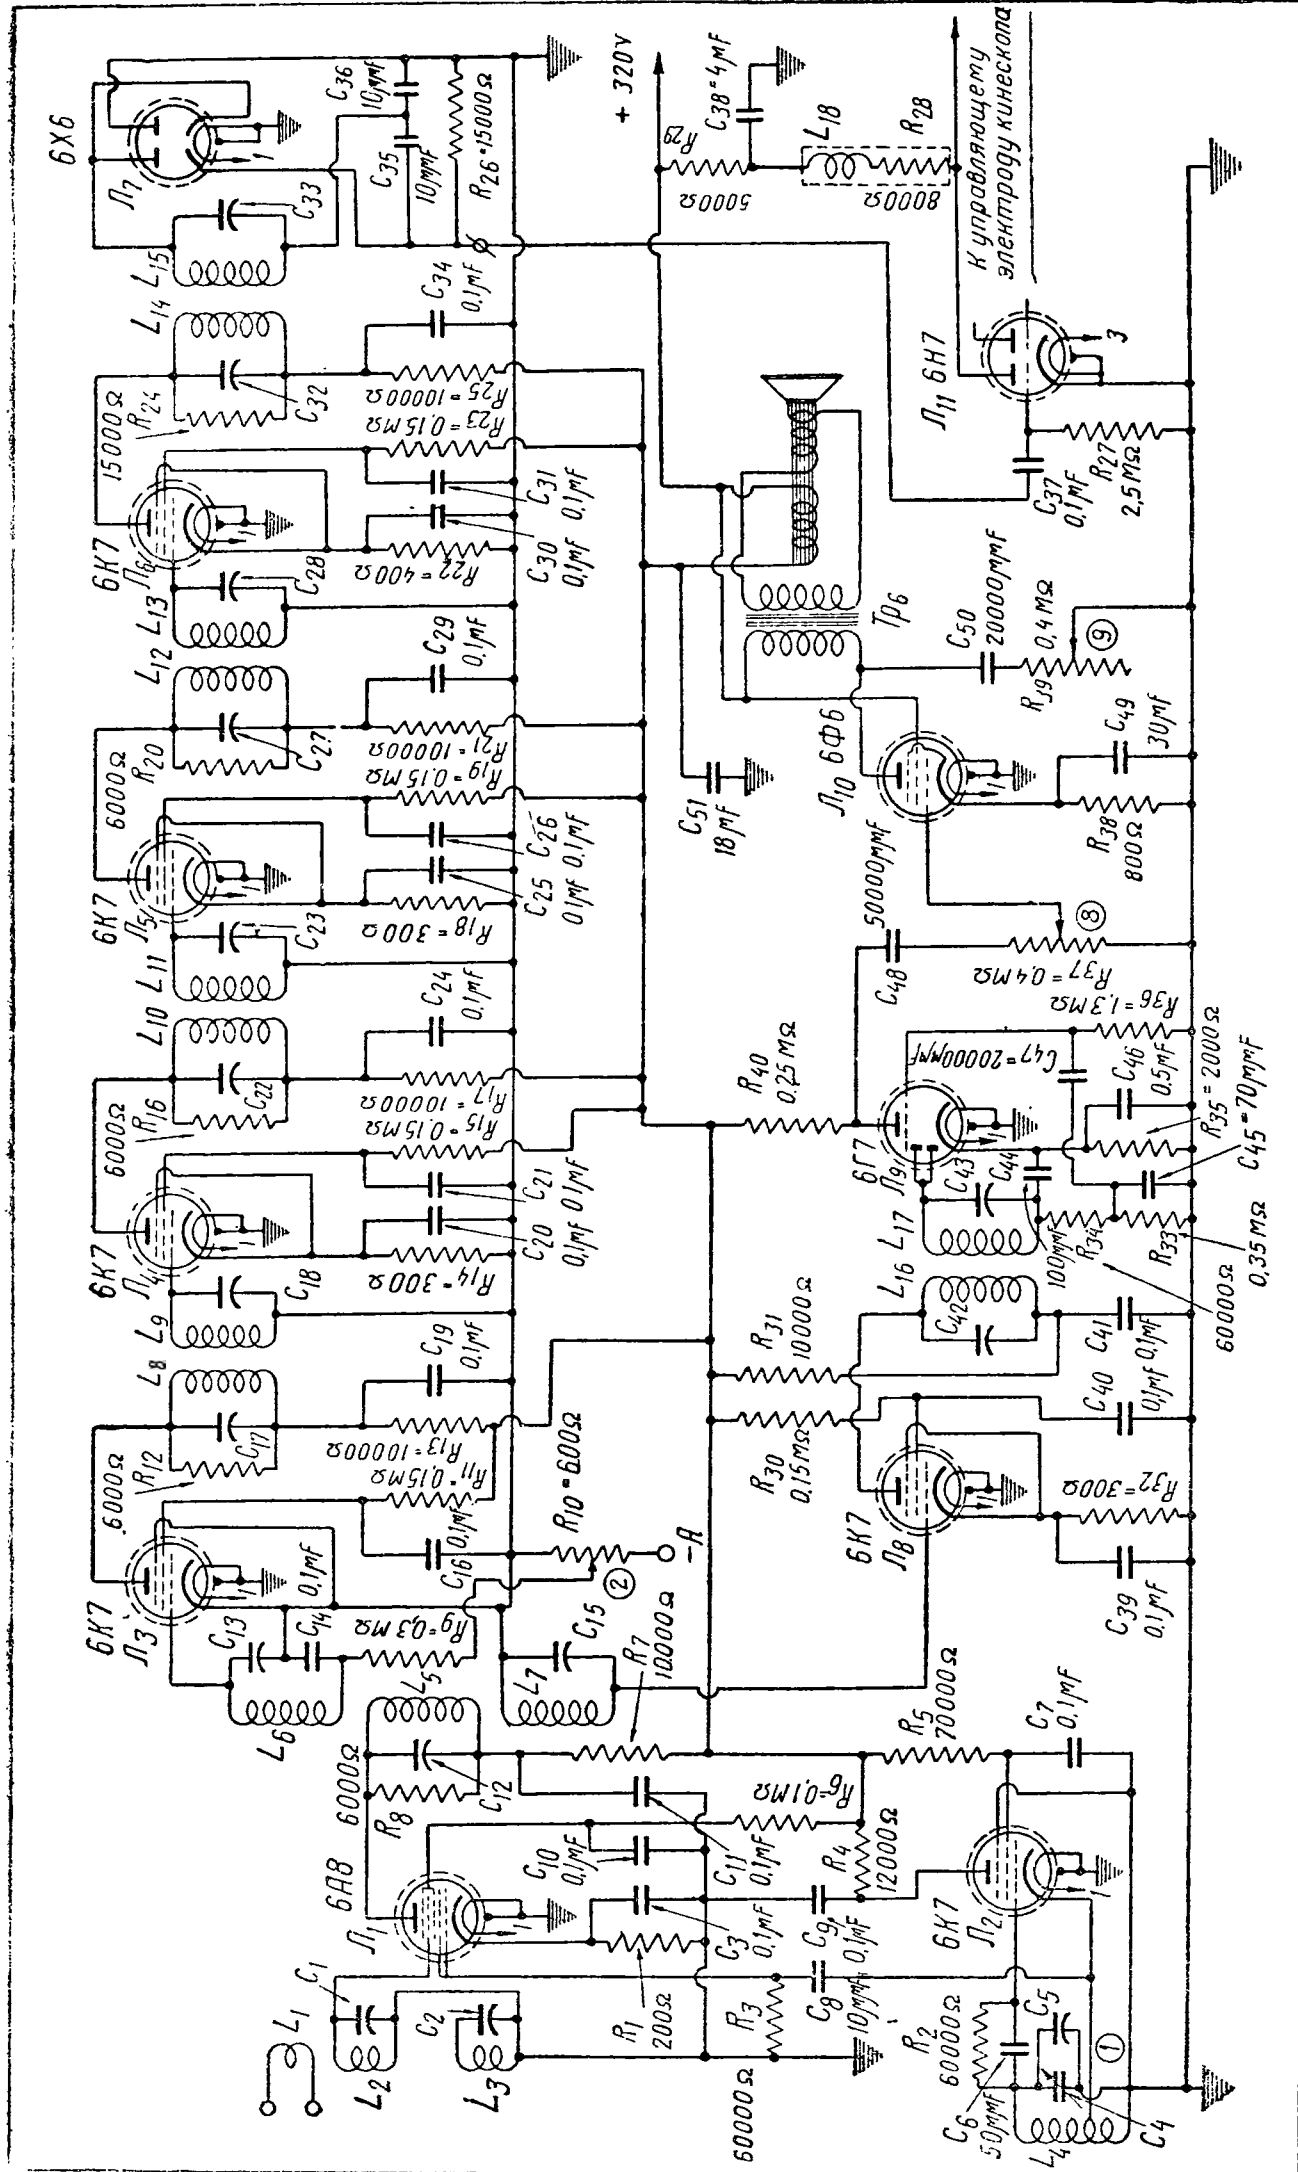 L₁
L₂
C₁
L₃
C₂
Л₁
6А8
R₁
200Ω
R₃
60000Ω
C₃
0,1mF
C₈
10mmF
C₉
0,1mF
C₁₀
0,1mF
C₁₁
0,1mF
R₄
12000Ω
R₆=0,1MΩ
R₈
6000Ω
C₁₂
L₅
R₇
10000Ω
L₄
C₄
C₅
①
C₆
50mmF
R₂
60000Ω
6К7
Л₂
R₅
70000Ω
C₇
0,1mF
L₆
C₁₃
C₁₄
0,1mF
R₉=0,3MΩ
L₇
C₁₅
6К7
Л₃
C₁₆
0,1mF
R₁₀=600Ω
②
-A
6000Ω
R₁₂
C₁₇
L₈
R₁₁=0,15MΩ
R₁₃=10000Ω
C₁₉
0,1mF
L₉
C₁₈
6К7
Л₄
R₁₄=300Ω
C₂₀
0,1mF
C₂₁
0,1mF
R₁₅=0,15MΩ
R₁₇=10000Ω
6000Ω
R₁₆
C₂₂
L₁₀
C₂₄
0,1mF
L₁₁
C₂₃
6К7
Л₅
R₁₈=300Ω
C₂₅
0,1mF
C₂₆
0,1mF
R₁₉=0,15MΩ
R₂₁=10000Ω
6000Ω
R₂₀
C₂₇
L₁₂
C₂₉
0,1mF
L₁₃
C₂₈
6К7
Л₆
R₂₂=400Ω
C₃₀
0,1mF
C₃₁
0,1mF
R₂₃=0,15MΩ
R₂₅=10000Ω
15000Ω
R₂₄
C₃₂
L₁₄
C₃₄
0,1mF
L₁₅
C₃₃
Л₇
6Х6
C₃₅
10mmF
C₃₆
10mmF
R₂₆=15000Ω
+ 320V
R₂₉
5000Ω
C₃₈=4mF
L₁₈
R₂₈
8000Ω
К управляющему
электроду кинескопа
Л₁₁ 6Н7
3
C₃₇
0,1mF
R₂₇
2,5MΩ
Тр₆
C₅₁
18mF
Л₁₀ 6Ф6
C₅₀
20000mmF
R₃₉
0,4MΩ
⑨
R₃₈
800Ω
C₄₉
30mF
50000mmF
C₄₈
R₃₇=0,4MΩ
⑧
R₃₆=1,3MΩ
C₄₇=20000mmF
R₄₀
0,25MΩ
6Г7
Л₉
C₄₆
0,5mF
R₃₅=2000Ω
C₄₅=70mmF
L₁₇
C₄₃
C₄₄
100mmF
R₃₄
60000Ω
R₃₃
0,35MΩ
L₁₆
C₄₂
R₃₁
10000Ω
C₄₁
0,1mF
C₄₀
0,1mF
R₃₀
0,15MΩ
6К7
Л₈
R₃₂=300Ω
C₃₉
0,1mF